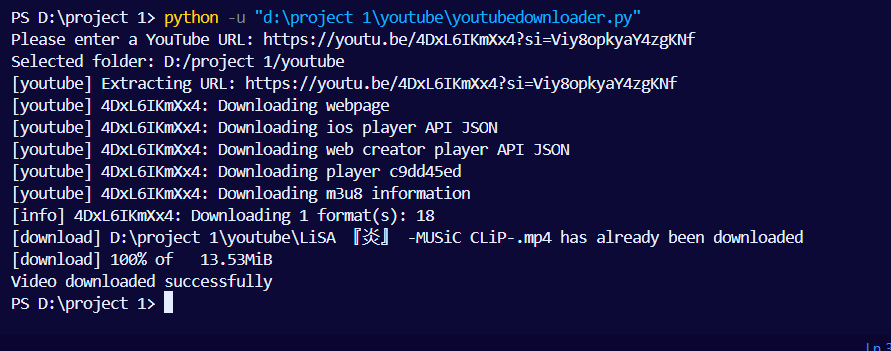 PS D:\project 1> python -u "d:\project 1\youtube\youtubedownloader.py"
Please enter a YouTube URL: https://youtu.be/4DxL6IKmXx4?si=Viy8opkyaY4zgKNf
Selected folder: D:/project 1/youtube
[youtube] Extracting URL: https://youtu.be/4DxL6IKmXx4?si=Viy8opkyaY4zgKNf
[youtube] 4DxL6IKmXx4: Downloading webpage
[youtube] 4DxL6IKmXx4: Downloading ios player API JSON
[youtube] 4DxL6IKmXx4: Downloading web creator player API JSON
[youtube] 4DxL6IKmXx4: Downloading player c9dd45ed
[youtube] 4DxL6IKmXx4: Downloading m3u8 information
[info] 4DxL6IKmXx4: Downloading 1 format(s): 18
[download] D:\project 1\youtube\LiSA 『炎』 -MUSiC CLiP-.mp4 has already been downloaded
[download] 100% of   13.53MiB
Video downloaded successfully
PS D:\project 1>